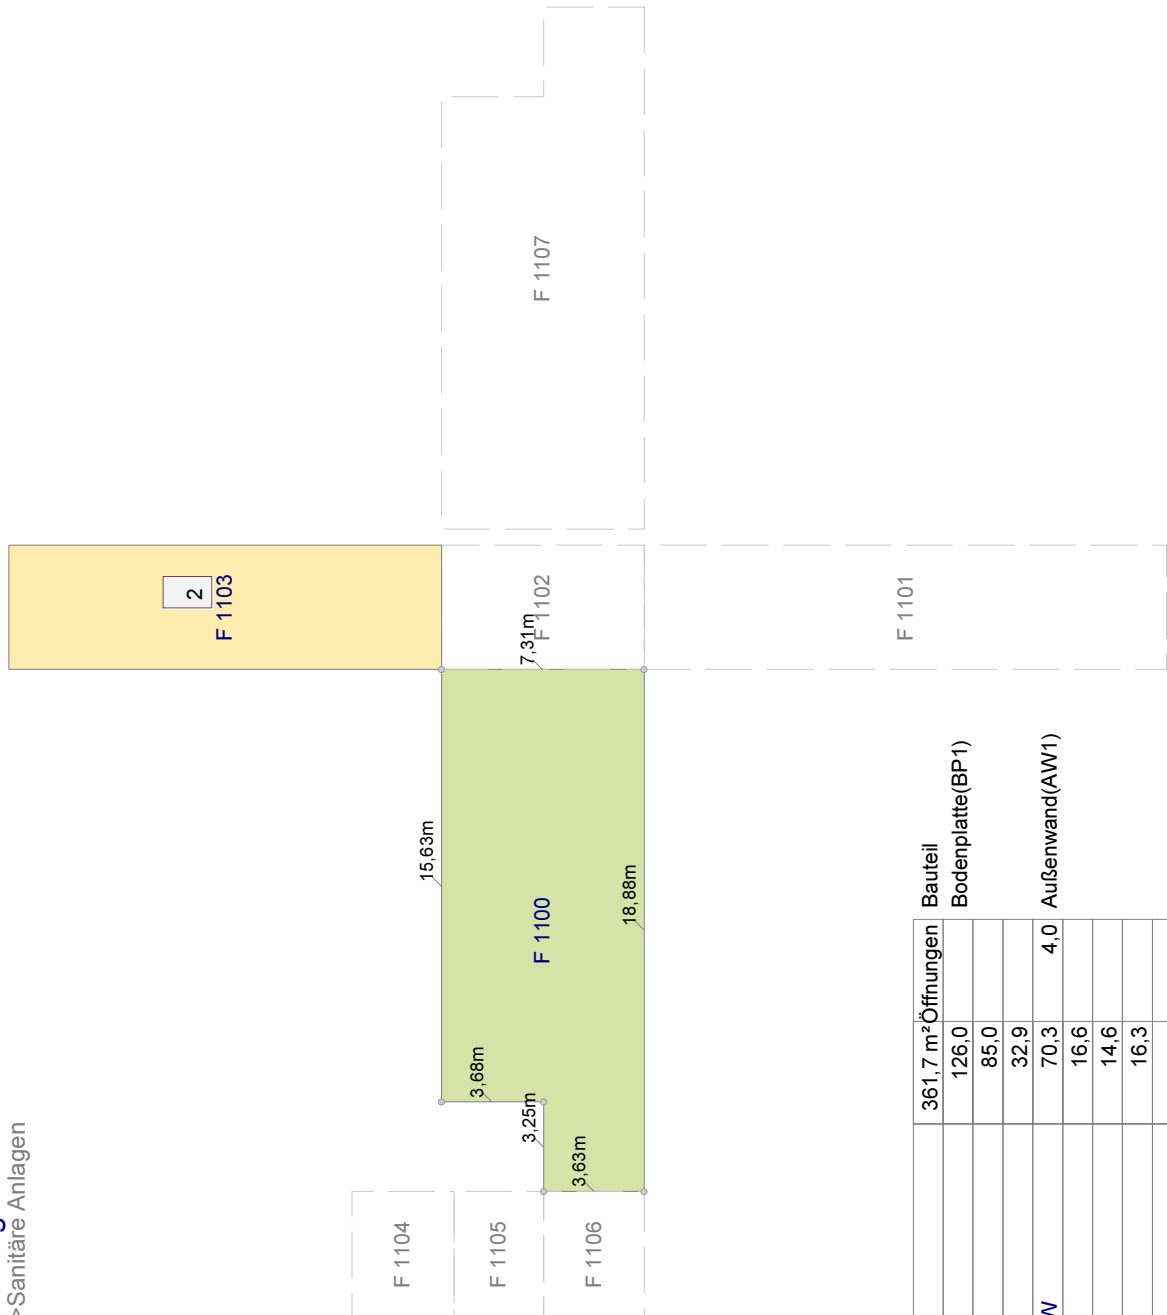 >Sanitäre Anlagen
F 1104
F 1105
F 1106
3,63m
3,25m
3,68m
F 1100
15,63m
18,88m
7,31m
F 1102
F 1103
2
F 1101
F 1107
361,7 m² Öffnungen Bauteil
126,0 Bodenplatte(BP1)
85,0
32,9
70,3 4,0 Außenwand(AW1)
16,6
14,6
16,3